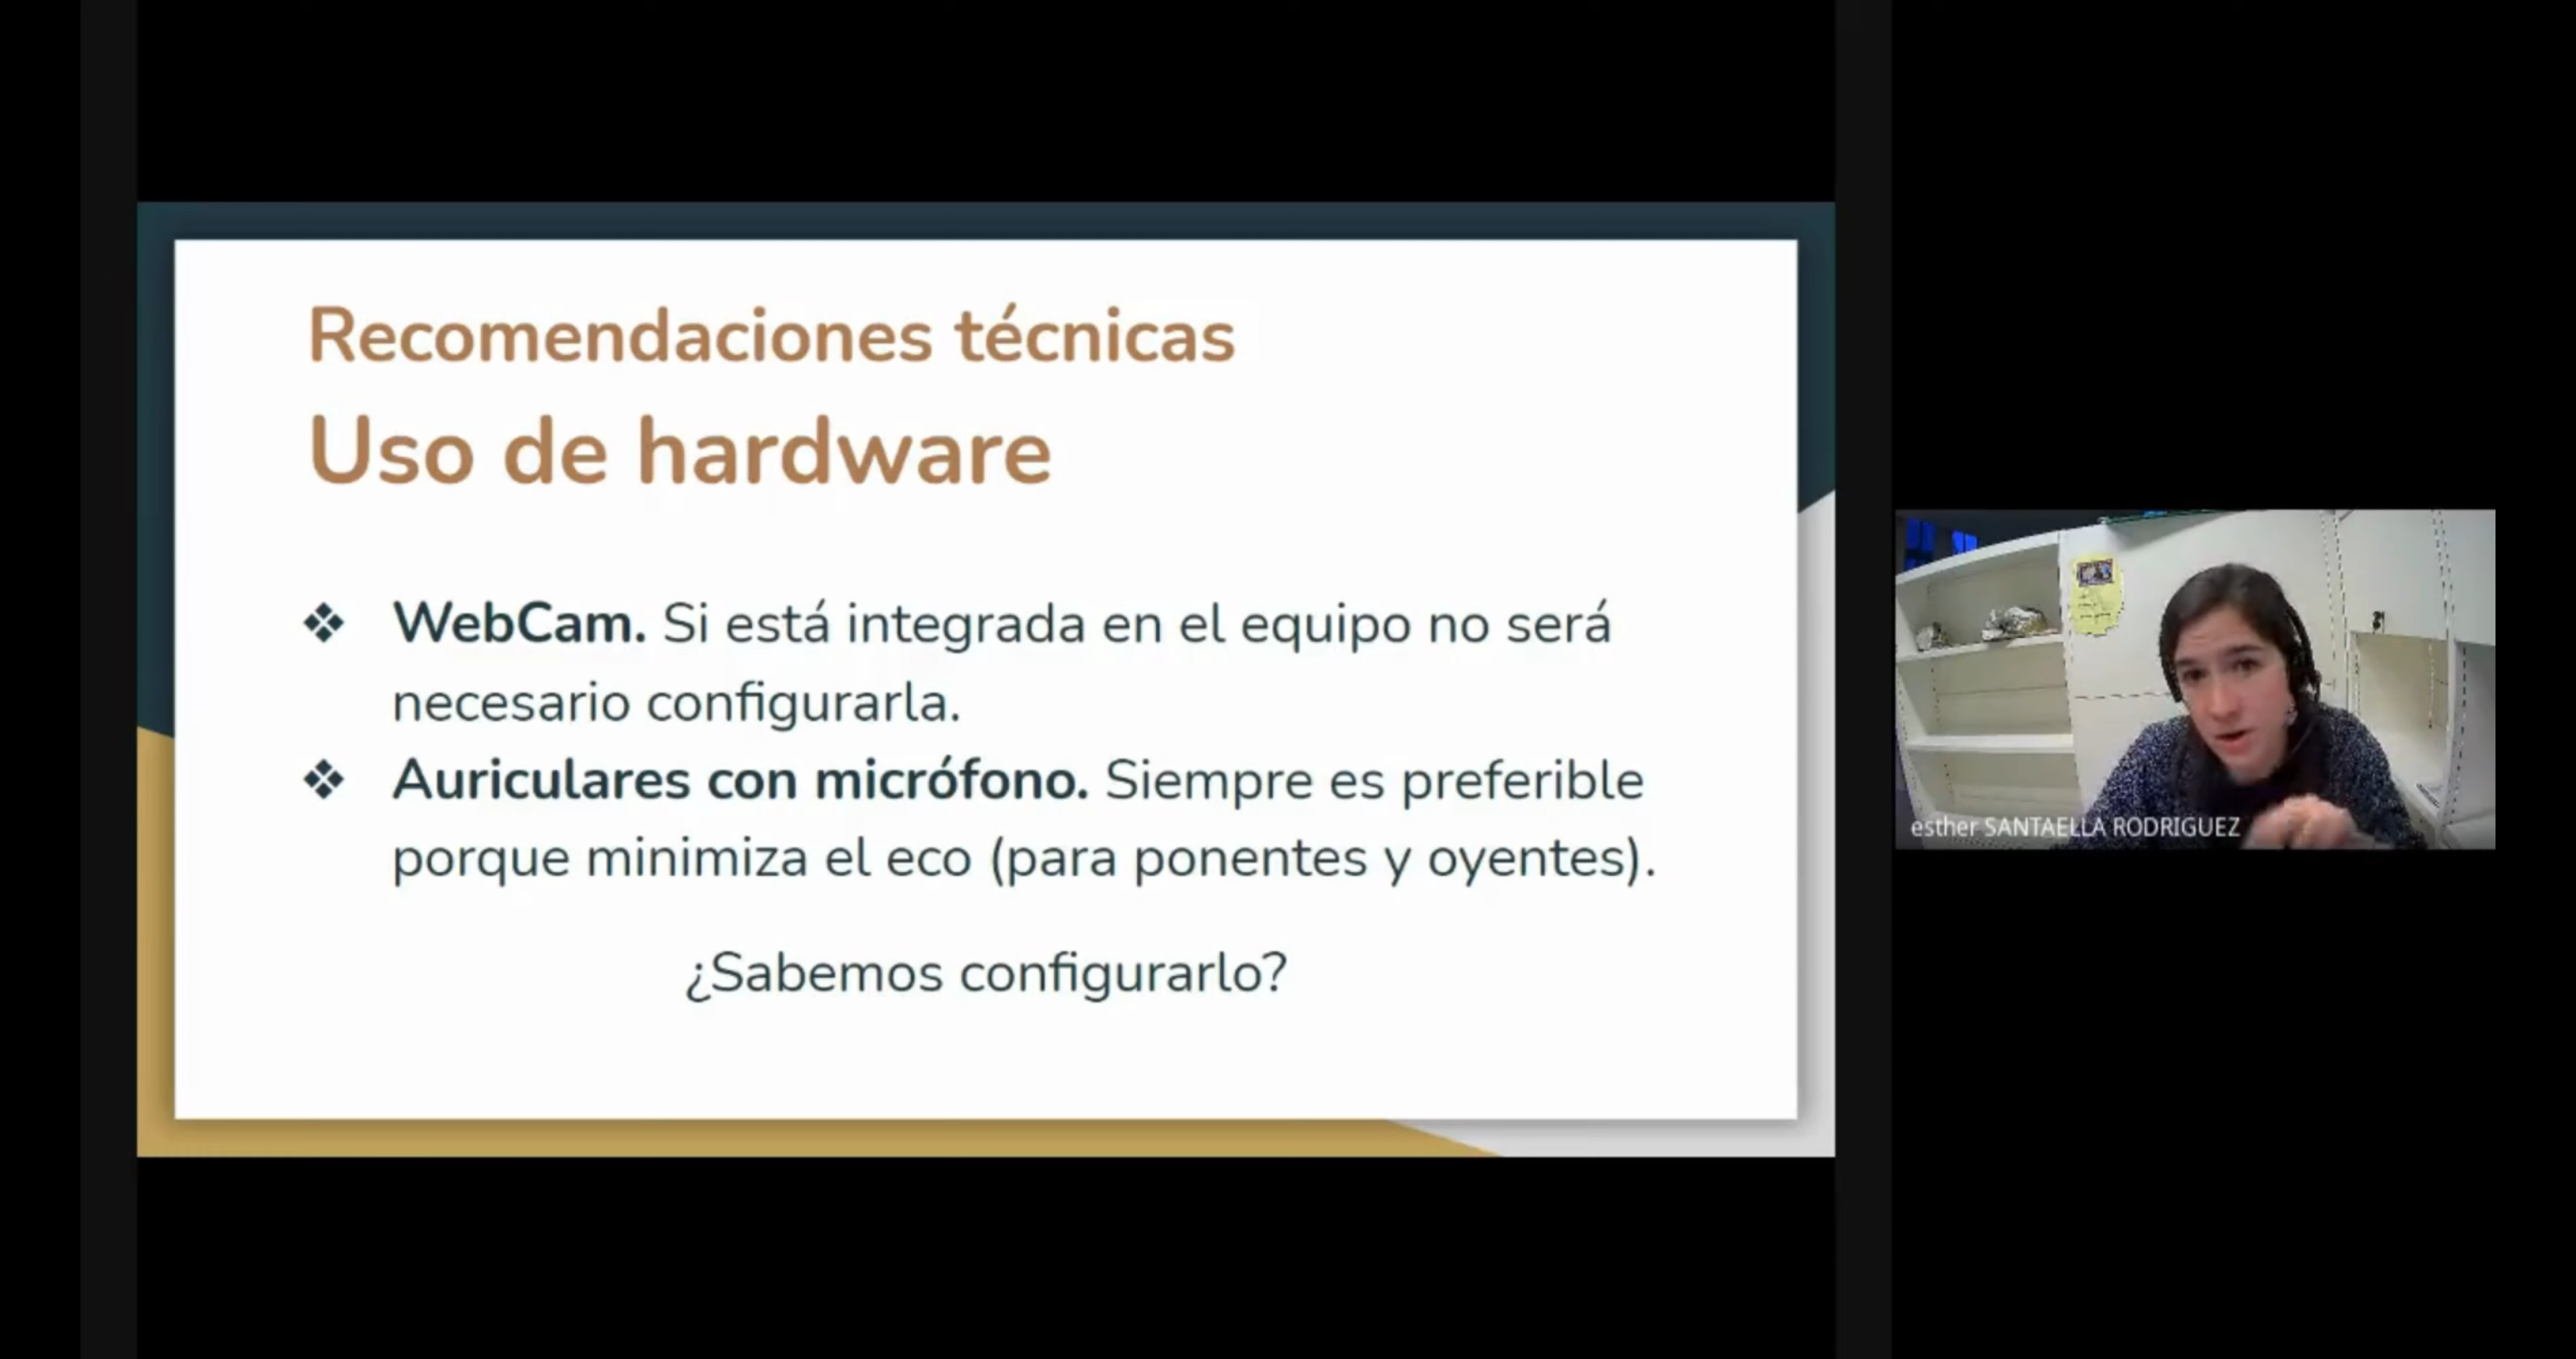 Recomendaciones técnicas
Uso de hardware
❖ WebCam. Si está integrada en el equipo no será
necesario configurarla.
❖ Auriculares con micrófono. Siempre es preferible
porque minimiza el eco (para ponentes y oyentes).
¿Sabemos configurarlo?
esther SANTAELLA RODRIGUEZ